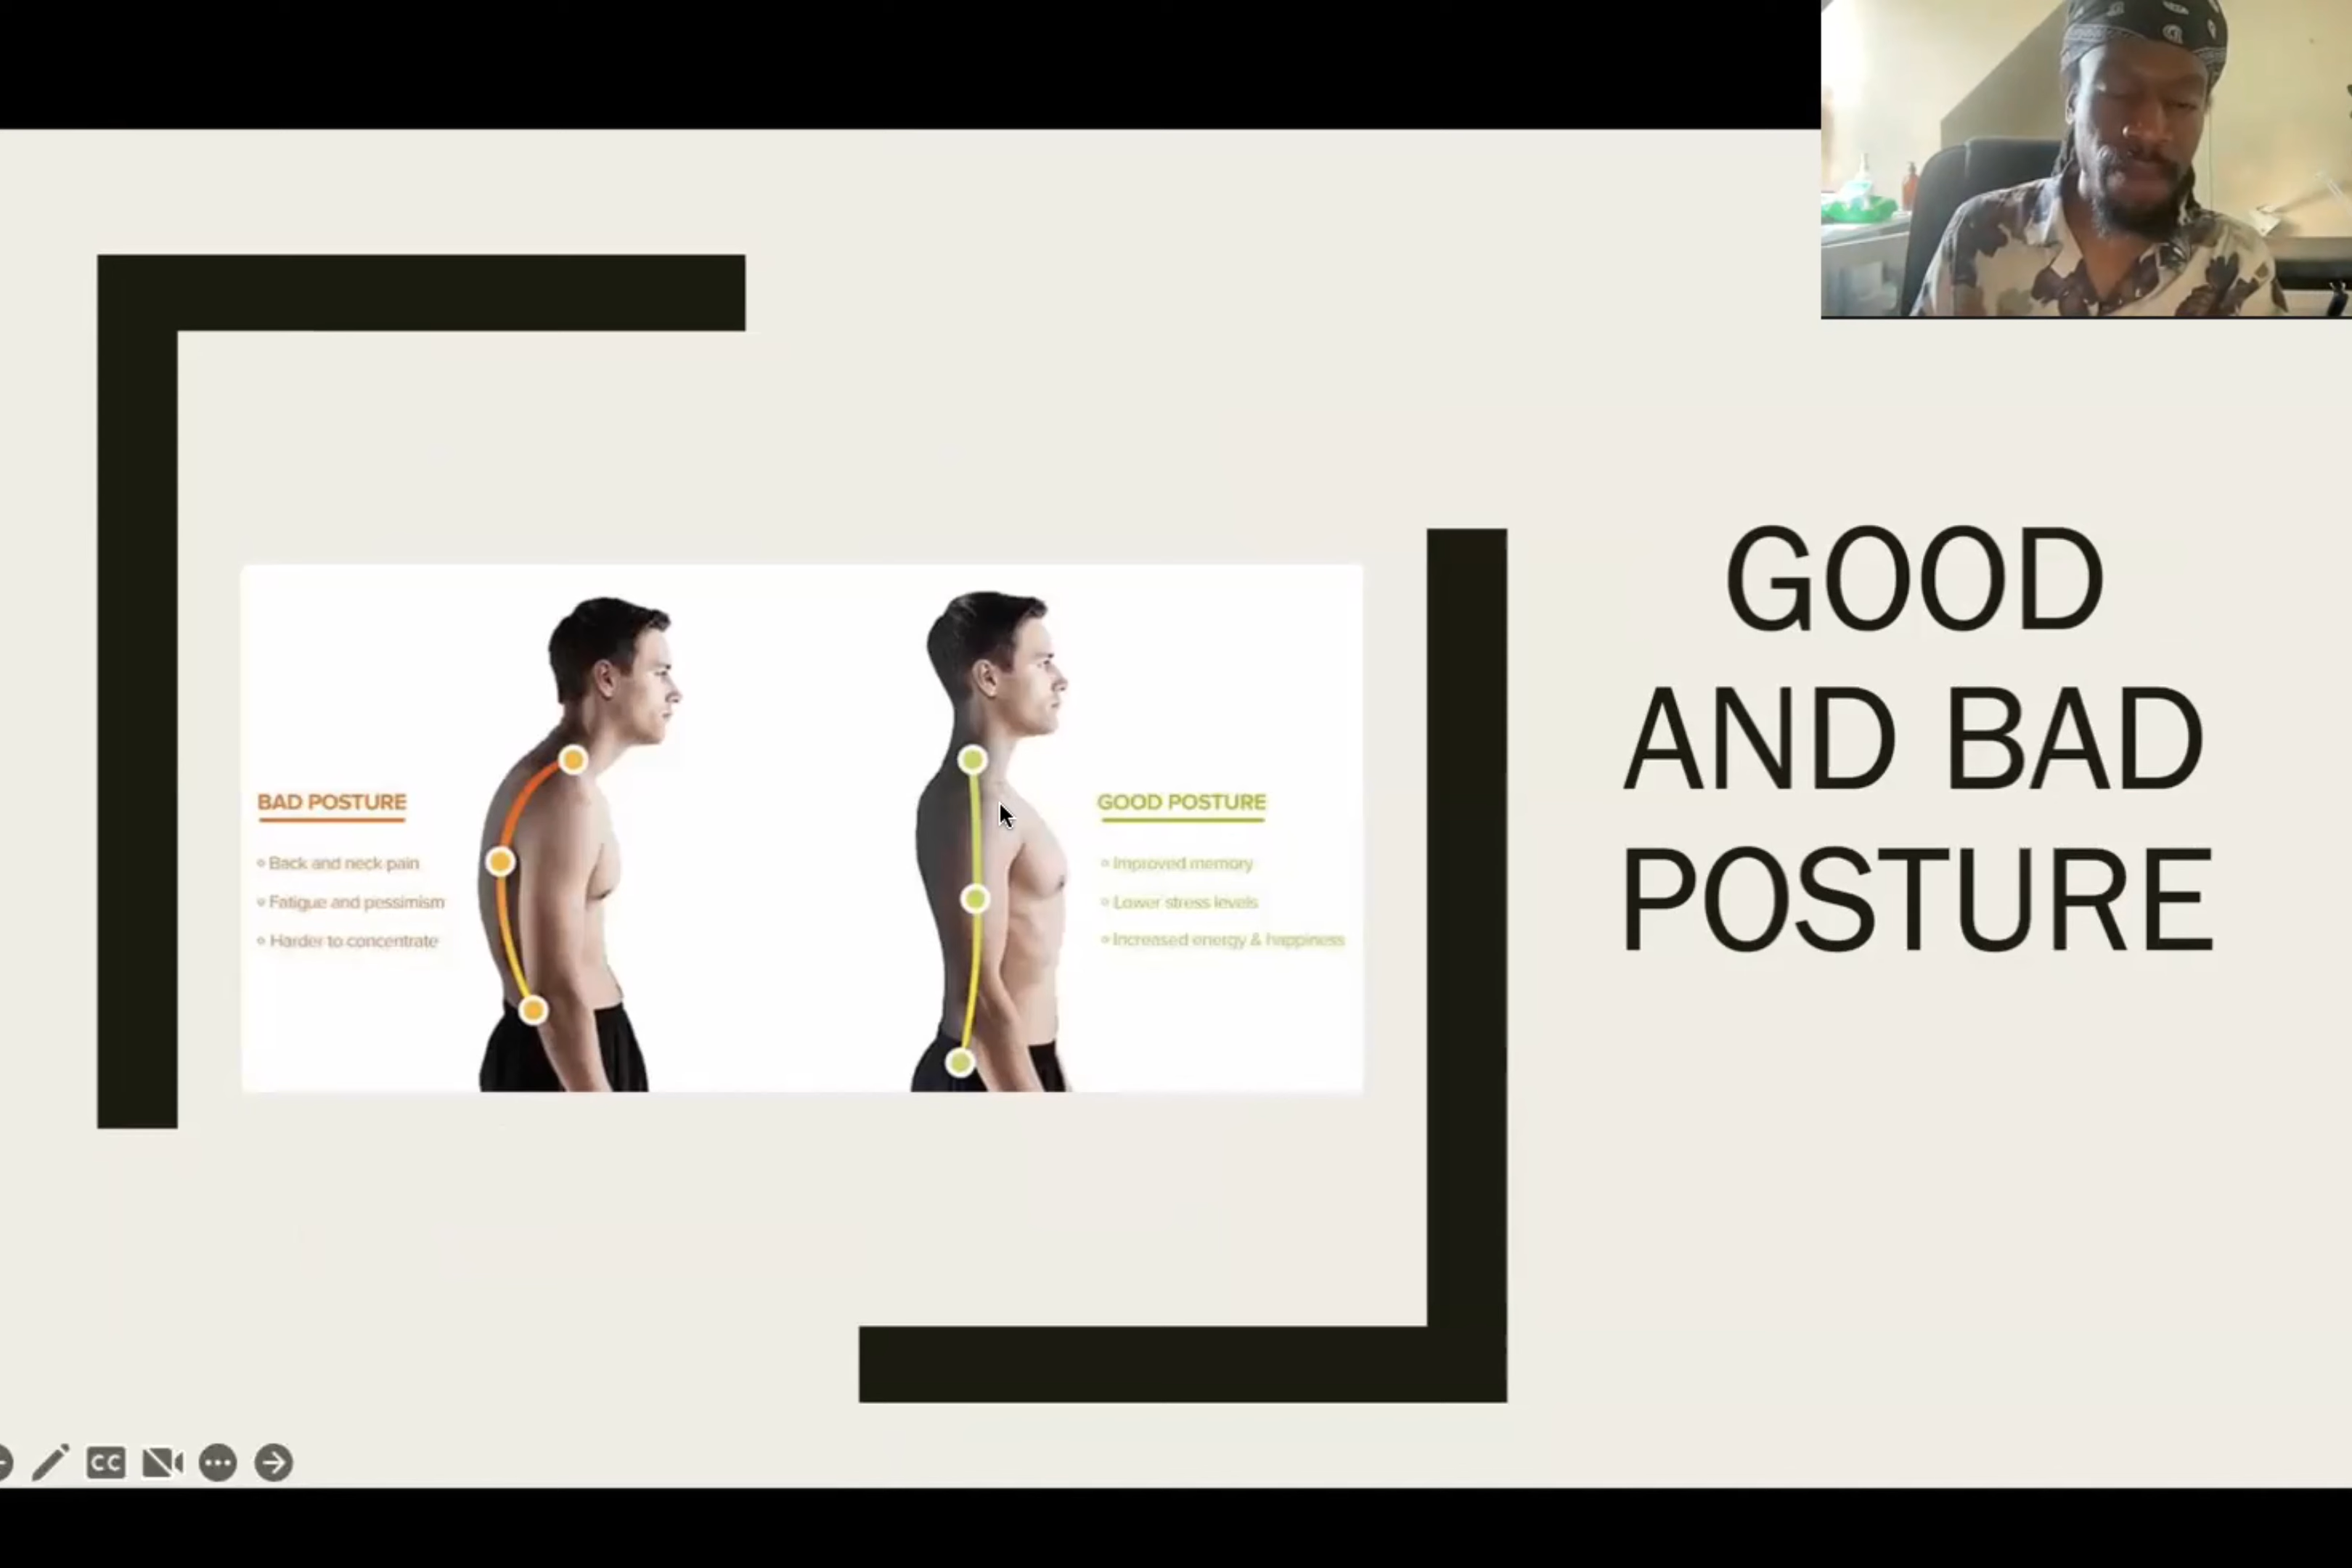 BAD POSTURE
Back and neck pain
Fatigue and pessimism
Harder to concentrate
GOOD POSTURE
Improved memory
Lower stress levels
Increased energy & happiness
GOOD
AND BAD
POSTURE
CC